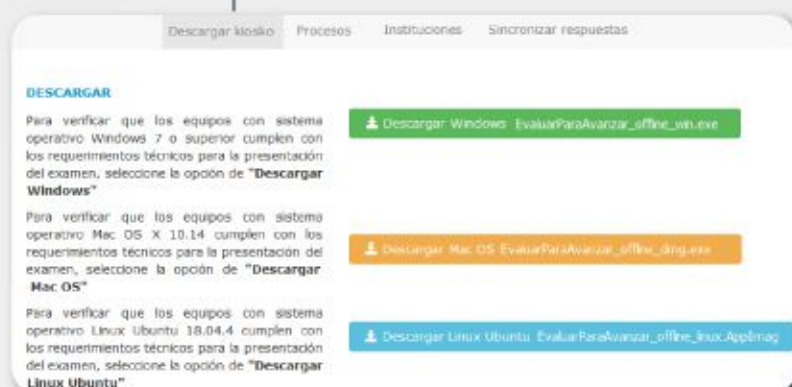 Descargar kiosko Procesos Instituciones Sincronizar respuestas
DESCARGAR
Para verificar que los equipos con sistema
operativo Windows 7 o superior cumplen con
los requerimientos técnicos para la presentación
del examen, seleccione la opción de "Descargar
Windows"
Descargar Windows EvaluarParaAvanzar_offline_win.exe
Para verificar que los equipos con sistema
operativo Mac OS X 10.14 cumplen con los
requerimientos técnicos para la presentación del
examen, seleccione la opción de "Descargar
Mac OS"
Descargar Mac OS EvaluarParaAvanzar_offline_dmg.exe
Para verificar que los equipos con sistema
operativo Linux Ubuntu 18.04.4 cumplen con
los requerimientos técnicos para la presentación
del examen, seleccione la opción de "Descargar
Linux Ubuntu"
Descargar Linux Ubuntu EvaluarParaAvanzar_offline_linux.AppImag